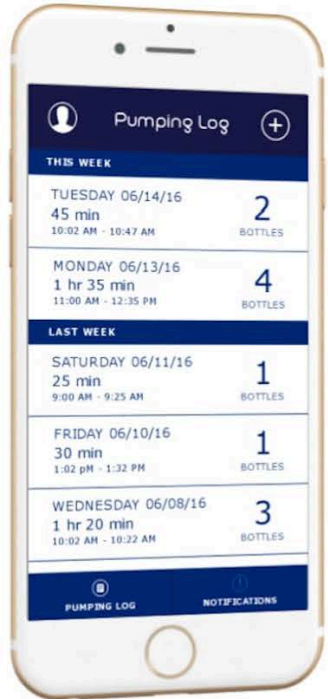 Pumping Log
THIS WEEK
TUESDAY 06/14/16
45 min
10:02 AM - 10:47 AM
2
BOTTLES
MONDAY 06/13/16
1 hr 35 min
11:00 AM - 12:35 PM
4
BOTTLES
LAST WEEK
SATURDAY 06/11/16
25 min
9:00 AM - 9:25 AM
1
BOTTLES
FRIDAY 06/10/16
30 min
1:02 pM - 1:32 PM
1
BOTTLES
WEDNESDAY 06/08/16
1 hr 20 min
10:02 AM - 10:22 AM
3
BOTTLES
PUMPING LOG
NOTIFICATIONS